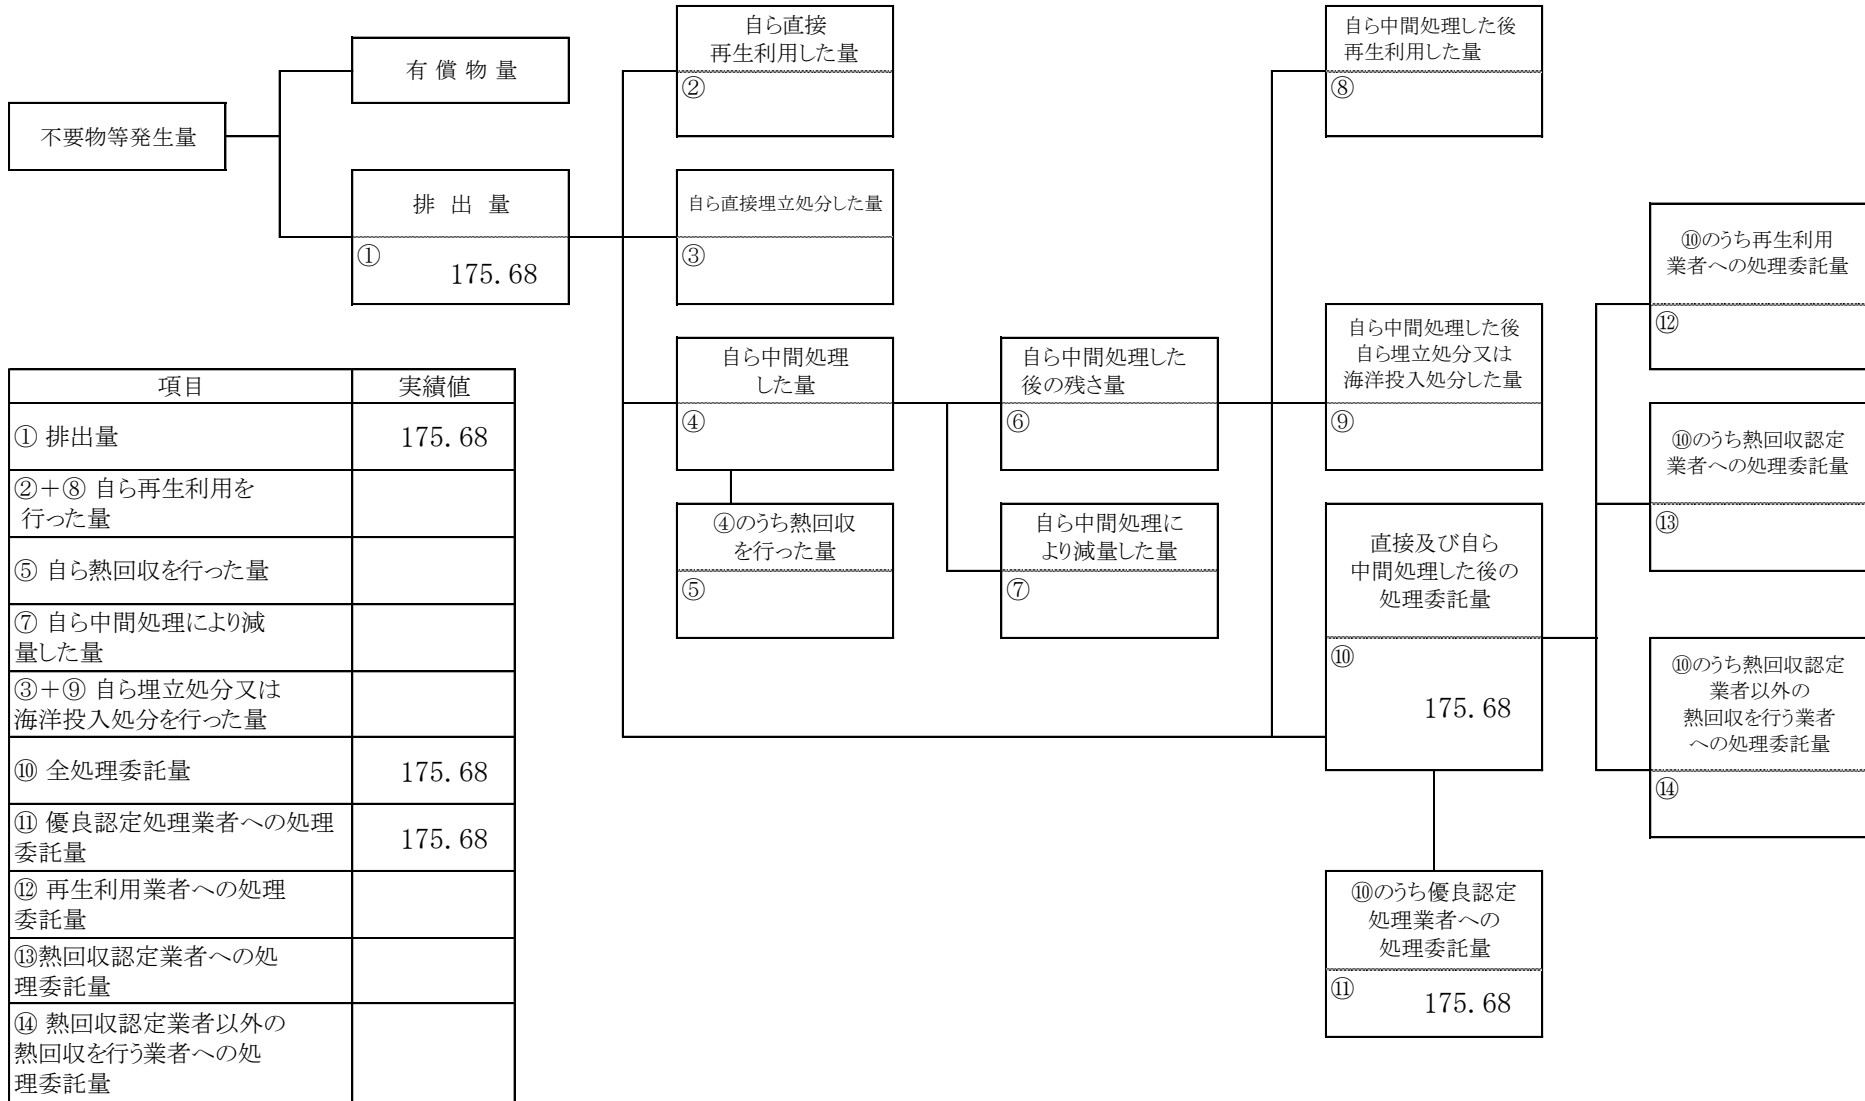 不要物等発生量
有 償 物 量
排 出 量
①
175.68
自ら直接
再生利用した量
②
自ら直接埋立処分した量
③
自ら中間処理
した量
④
④のうち熱回収
を行った量
⑤
自ら中間処理した
後の残さ量
⑥
自ら中間処理に
より減量した量
⑦
自ら中間処理した後
再生利用した量
⑧
自ら中間処理した後
自ら埋立処分又は
海洋投入処分した量
⑨
直接及び自ら
中間処理した後の
処理委託量
⑩
175.68
⑩のうち優良認定
処理業者への
処理委託量
⑪
175.68
⑩のうち再生利用
業者への処理委託量
⑫
⑩のうち熱回収認定
業者への処理委託量
⑬
⑩のうち熱回収認定
業者以外の
熱回収を行う業者
への処理委託量
⑭
項目 実績値
① 排出量 175.68
②+⑧ 自ら再生利用を
行った量
⑤ 自ら熱回収を行った量
⑦ 自ら中間処理により減
量した量
③+⑨ 自ら埋立処分又は
海洋投入処分を行った量
⑩ 全処理委託量 175.68
⑪ 優良認定処理業者への処理
委託量 175.68
⑫ 再生利用業者への処理
委託量
⑬熱回収認定業者への処
理委託量
⑭ 熱回収認定業者以外の
熱回収を行う業者への処
理委託量